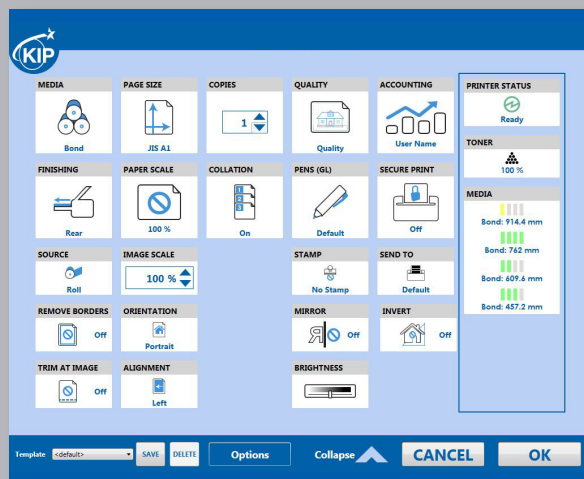 KIP
MEDIA
Bond
PAGE SIZE
JIS A1
COPIES
1
QUALITY
Quality
ACCOUNTING
User Name
PRINTER STATUS
Ready
TONER
100 %
FINISHING
Rear
PAPER SCALE
100 %
COLLATION
1
2
3
On
PENS (GL)
Default
SECURE PRINT
Off
MEDIA
Bond: 914.4 mm
Bond: 762 mm
Bond: 609.6 mm
Bond: 457.2 mm
SOURCE
Roll
IMAGE SCALE
100 %
STAMP
No Stamp
SEND TO
Default
REMOVE BORDERS
Off
ORIENTATION
Portrait
MIRROR
Off
INVERT
Off
TRIM AT IMAGE
Off
ALIGNMENT
Left
BRIGHTNESS
Template <default> SAVE DELETE Options Collapse CANCEL OK